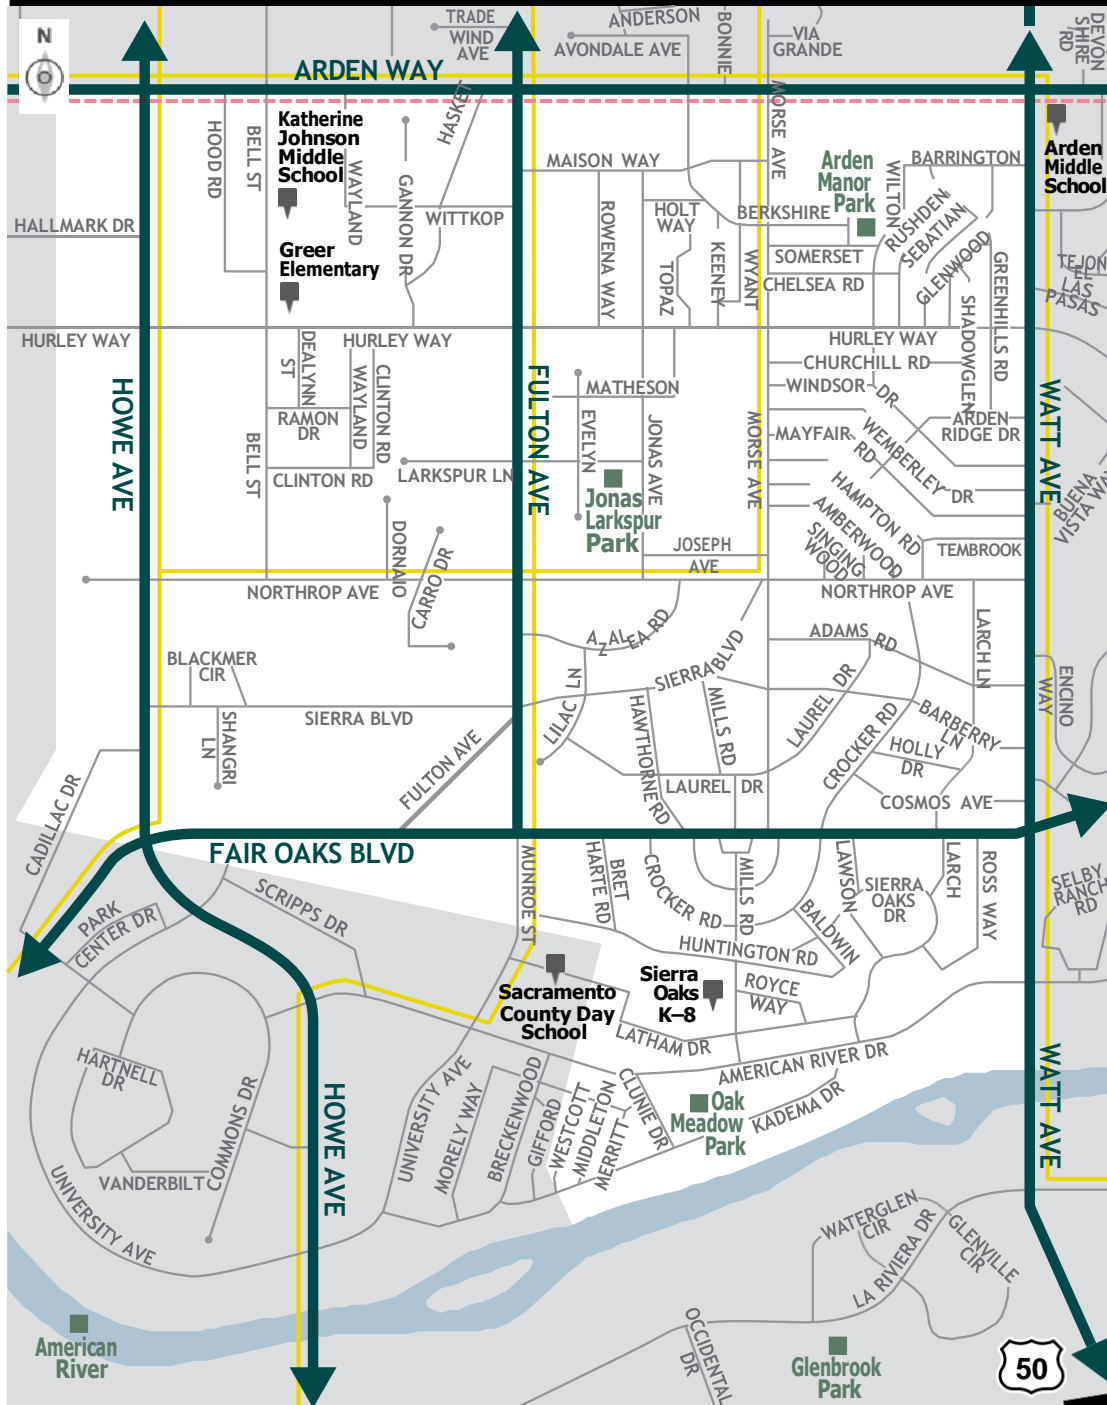 N
TRADE
WIND
AVE
ANDERSON
AVONDALE AVE
BONNIE
VIA
GRANDE
DEVON
SHIRE
RD
ARDEN WAY
HASKET
MORSE AVE
Katherine
Johnson
Middle
School
HOOD RD
BELL ST
WAYLAND
GANNON DR
WITTKOP
MAISON WAY
Arden
Manor
Park
WILTON
BARRINGTON
Arden
Middle
School
HALLMARK DR
ROWENA WAY
HOLT
WAY
BERKSHIRE
RUSHDEN
SEBATIAN
Greer
Elementary
TOPAZ
KEENEY
WYANT
SOMERSET
CHELSEA RD
GLENWOOD
SHADOWGLEN
GREENHILLS RD
TEJON
EL
LAS
PASAS
HURLEY WAY
HURLEY WAY
HURLEY WAY
DEALYNN
ST
WAYLAND
CLINTON RD
RAMON
DR
HOWE AVE
FULTON AVE
MATHESON
EVELYN
JONAS AVE
MORSE AVE
CHURCHILL RD
WINDSOR
DR
WATT AVE
ARDEN
RIDGE DR
MAYFAIR
RD
WEMBERLEY
DR
BELL ST
CLINTON RD
LARKSPUR LN
Jonas
Larkspur
Park
HAMPTON RD
AMBERWOOD
SINGING
WOOD
BUENA
VISTA WA
DORNAIO
CARRO DR
JOSEPH
AVE
TEMBROOK
NORTHROP AVE
NORTHROP AVE
AZALEA RD
ADAMS
RD
LARCH LN
BLACKMER
CIR
SIERRA BLVD
SIERRA BLVD
SHANGRI
LN
LILAC LN
HAWTHORNE RD
MILLS RD
LAUREL DR
CROCKER RD
BARBERRY
LN
HOLLY
DR
ENCINO
WAY
CADILLAC DR
FULTON AVE
LAUREL DR
COSMOS AVE
FAIR OAKS BLVD
MUNROE ST
BRET
HARTE RD
CROCKER RD
MILLS RD
LAWSON
BALDWIN
SIERRA
OAKS
DR
LARCH
ROSS WAY
SELBY
RANCH
RD
SCRIPPS DR
PARK
CENTER DR
HUNTINGTON RD
Sacramento
County Day
School
Sierra
Oaks
K–8
ROYCE
WAY
LATHAM DR
AMERICAN RIVER DR
HARTNELL
DR
COMMONS DR
VANDERBILT
UNIVERSITY AVE
HOWE AVE
UNIVERSITY AVE
MORELY WAY
BRECKENWOOD
GIFFORD
WESTCOTT
MIDDLETON
MERRITT
CLUNIE DR
Oak
Meadow
Park
KADEMA DR
WATT AVE
WATERGLEN
CIR
LA RIVIERA DR
GLENVILLE
CIR
American
River
OCCIDENTAL
DR
Glenbrook
Park
50